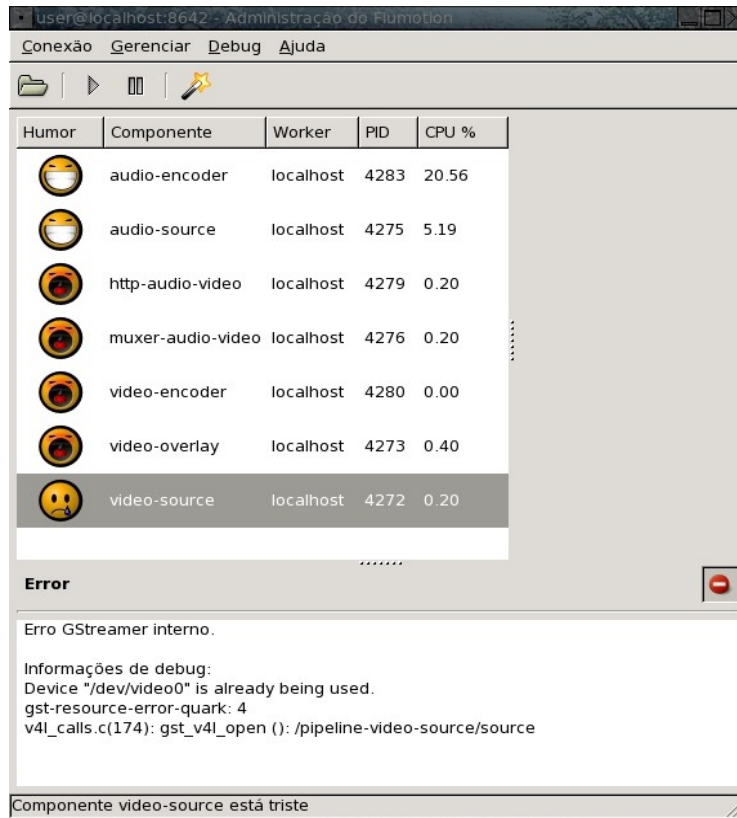 user@localhost:8642 - Administração do Flumotion
Conexão Gerenciar Debug Ajuda
Humor Componente Worker PID CPU %
audio-encoder localhost 4283 20.56
audio-source localhost 4275 5.19
http-audio-video localhost 4279 0.20
muxer-audio-video localhost 4276 0.20
video-encoder localhost 4280 0.00
video-overlay localhost 4273 0.40
video-source localhost 4272 0.20
Error
Erro GStreamer interno.
Informações de debug:
Device "/dev/video0" is already being used.
gst-resource-error-quark: 4
v4l_calls.c(174): gst_v4l_open (): /pipeline-video-source/source
Componente video-source está triste